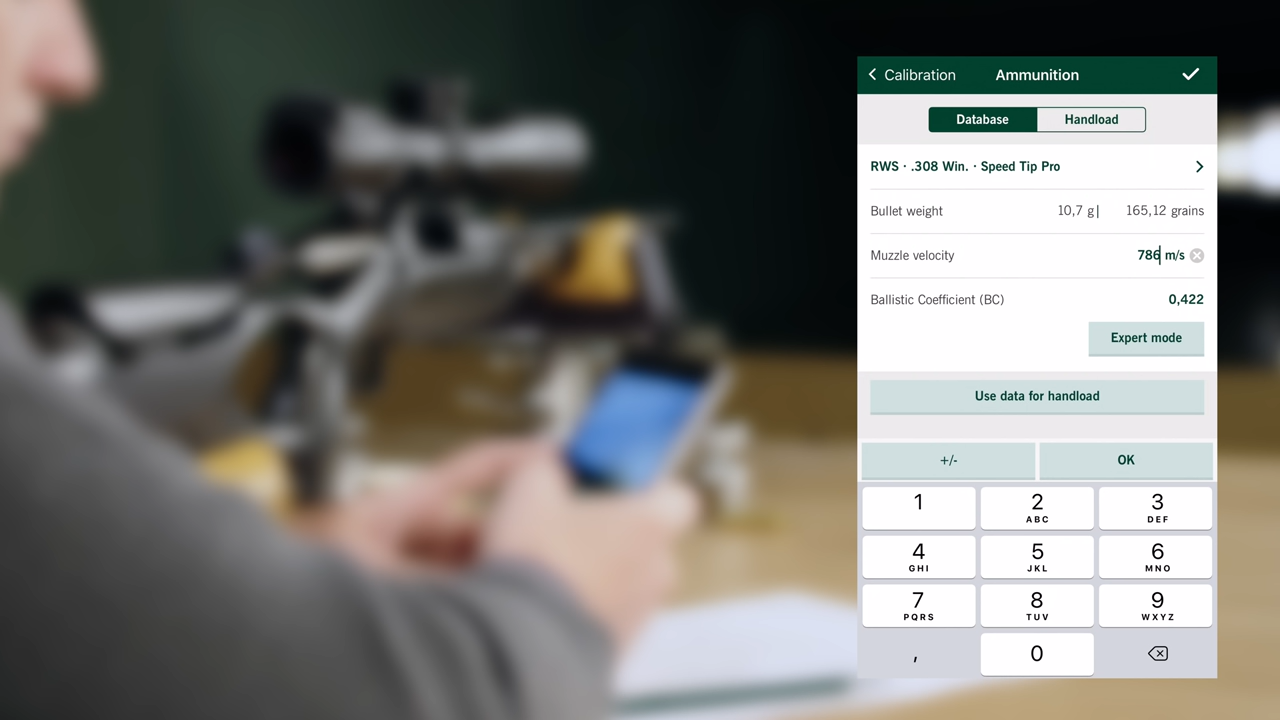 Calibration Ammunition
Database Handload
RWS · .308 Win. · Speed Tip Pro
Bullet weight 10,7 g| 165,12 grains
Muzzle velocity 786 m/s
Ballistic Coefficient (BC) 0,422
Expert mode
Use data for handload
+/- OK
1 2 3
ABC DEF
4 5 6
GHI JKL MNO
7 8 9
PQRS TUV WXYZ
, 0